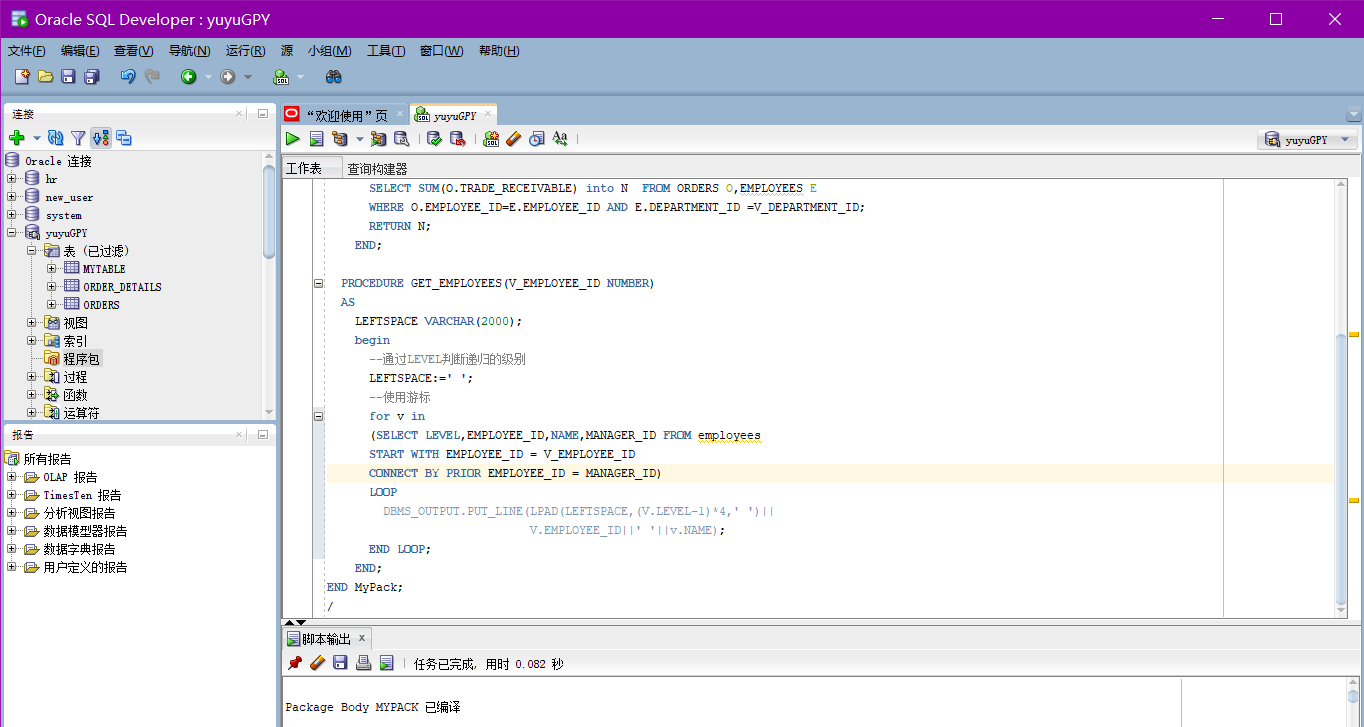 Oracle SQL Developer : yuyuGPY
文件(F) 编辑(E) 查看(V) 导航(N) 运行(R) 源 小组(M) 工具(T) 窗口(W) 帮助(H)
连接
Oracle 连接
hr
new_user
system
yuyuGPY
表 (已过滤)
MYTABLE
ORDER_DETAILS
ORDERS
视图
索引
程序包
过程
函数
运算符
报告
所有报告
OLAP 报告
TimesTen 报告
分析视图报告
数据模型器报告
数据字典报告
用户定义的报告
“欢迎使用”页 yuyuGPY
yuyuGPY
工作表 查询构建器
SELECT SUM(O.TRADE_RECEIVABLE) into N  FROM ORDERS O,EMPLOYEES E
WHERE O.EMPLOYEE_ID=E.EMPLOYEE_ID AND E.DEPARTMENT_ID =V_DEPARTMENT_ID;
RETURN N;
END;
PROCEDURE GET_EMPLOYEES(V_EMPLOYEE_ID NUMBER)
AS
LEFTSPACE VARCHAR(2000);
begin
--通过LEVEL判断递归的级别
LEFTSPACE:=' ';
--使用游标
for v in
(SELECT LEVEL,EMPLOYEE_ID,NAME,MANAGER_ID FROM employees
START WITH EMPLOYEE_ID = V_EMPLOYEE_ID
CONNECT BY PRIOR EMPLOYEE_ID = MANAGER_ID)
LOOP
DBMS_OUTPUT.PUT_LINE(LPAD(LEFTSPACE,(V.LEVEL-1)*4,' ')||
V.EMPLOYEE_ID||' '||v.NAME);
END LOOP;
END;
END MyPack;
/
脚本输出 x
任务已完成, 用时 0.082 秒
Package Body MYPACK 已编译